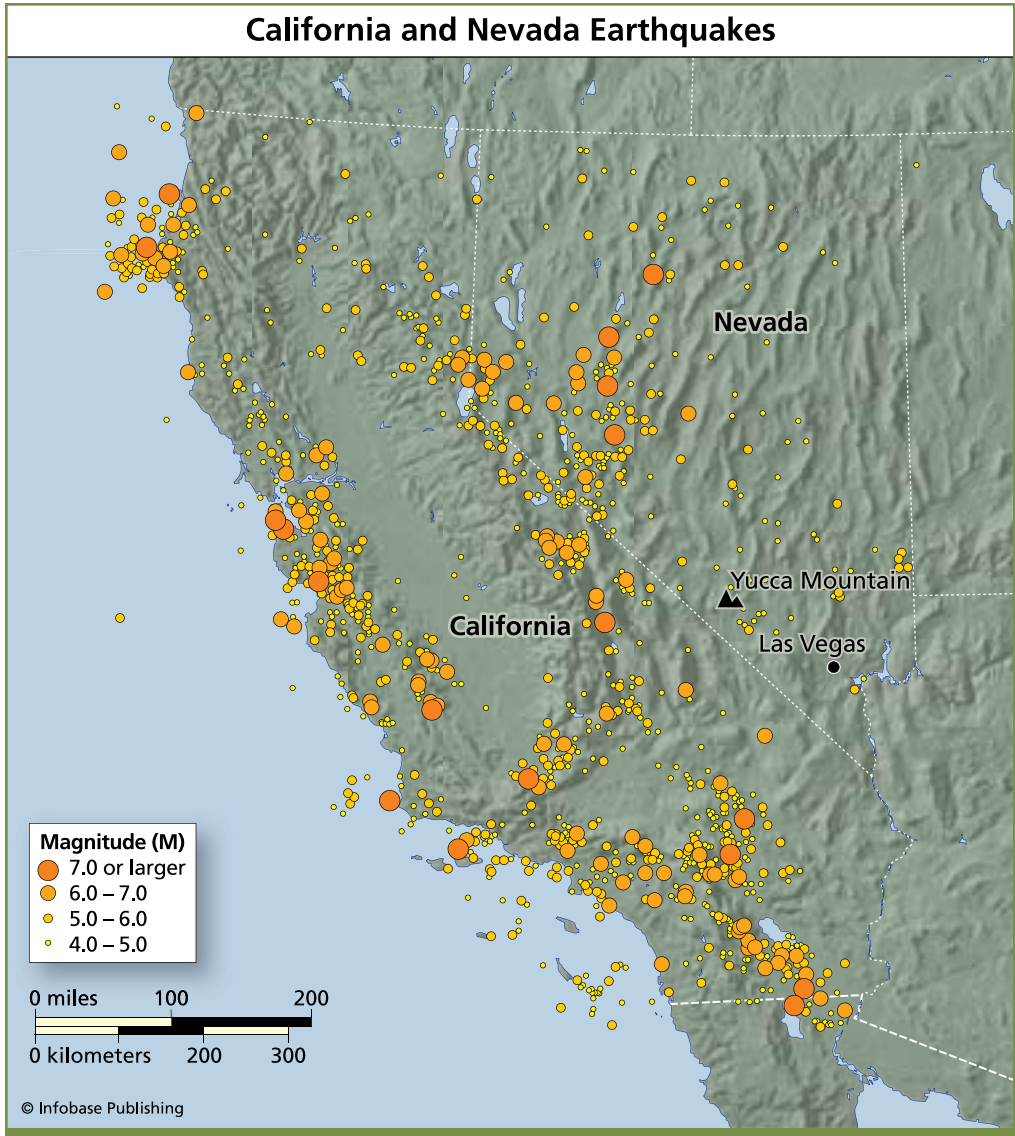 California and Nevada Earthquakes
Nevada
Yucca Mountain
California
Las Vegas
Magnitude (M)
7.0 or larger
6.0 – 7.0
5.0 – 6.0
4.0 – 5.0
0 miles 100 200
0 kilometers 200 300
© Infobase Publishing